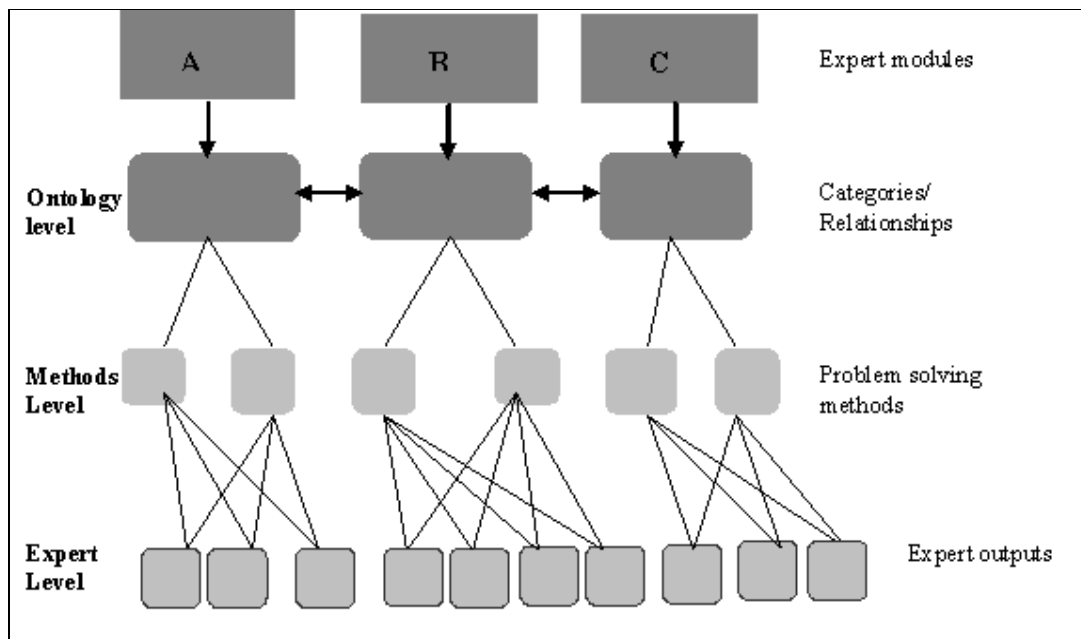 A
B
C
Expert modules
Ontology
level
Categories/
Relationships
Methods
Level
Problem solving
methods
Expert
Level
Expert outputs